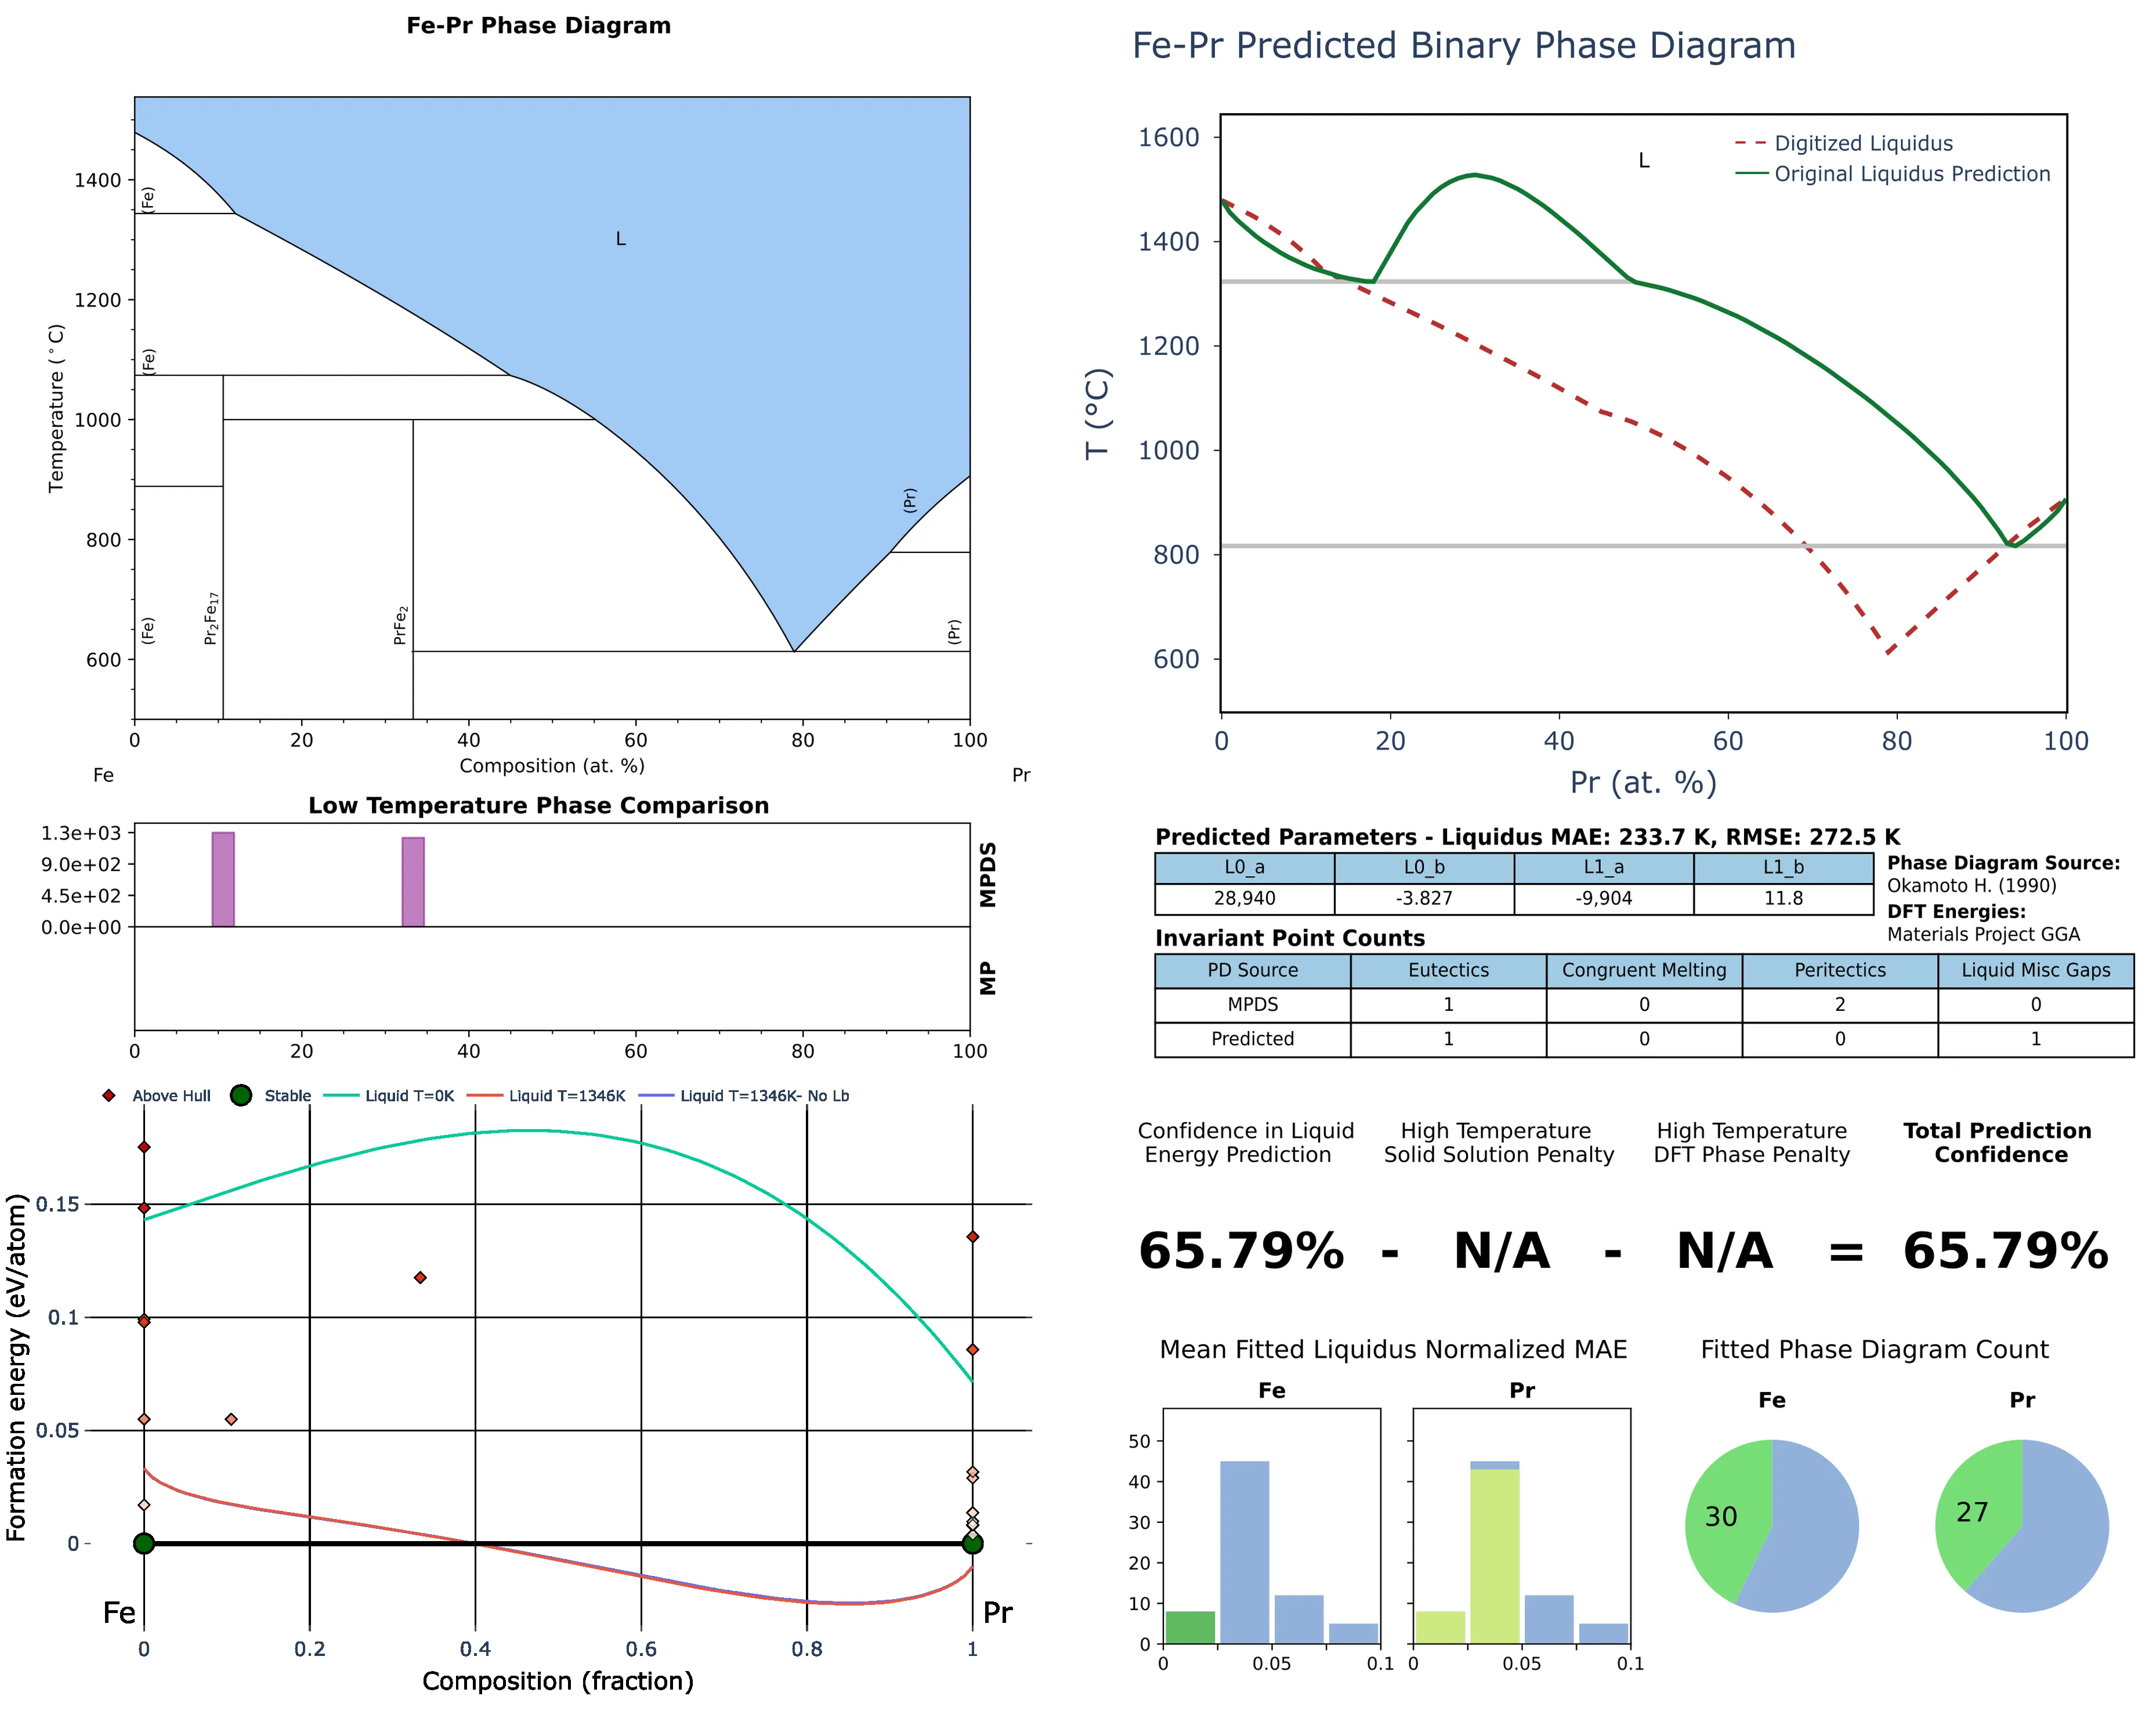 Fe-Pr Phase Diagram
1400
1200
1000
800
600
Temperature (°C)
(Fe)
(Fe)
(Fe)
Pr2Fe17
PrFe2
L
(Pr)
(Pr)
0 20 40 60 80 100
Composition (at. %)
Fe Pr
Low Temperature Phase Comparison
1.3e+03
9.0e+02
4.5e+02
0.0e+00
MPDS
MP
0 20 40 60 80 100
Above Hull Stable Liquid T=0K Liquid T=1346K Liquid T=1346K- No Lb
0.15
0.1
0.05
0
Formation energy (eV/atom)
Fe Pr
0 0.2 0.4 0.6 0.8 1
Composition (fraction)
Fe-Pr Predicted Binary Phase Diagram
1600
1400
1200
1000
800
600
T (°C)
L
Digitized Liquidus
Original Liquidus Prediction
0 20 40 60 80 100
Pr (at. %)
Predicted Parameters - Liquidus MAE: 233.7 K, RMSE: 272.5 K
L0_a L0_b L1_a L1_b
28,940 -3.827 -9,904 11.8
Phase Diagram Source:
Okamoto H. (1990)
DFT Energies:
Materials Project GGA
Invariant Point Counts
PD Source Eutectics Congruent Melting Peritectics Liquid Misc Gaps
MPDS 1 0 2 0
Predicted 1 0 0 1
Confidence in Liquid
Energy Prediction
High Temperature
Solid Solution Penalty
High Temperature
DFT Phase Penalty
Total Prediction
Confidence
65.79% - N/A - N/A = 65.79%
Mean Fitted Liquidus Normalized MAE
Fe Pr
50
40
30
20
10
0
0 0.05 0.1 0 0.05 0.1
Fitted Phase Diagram Count
Fe Pr
30 27